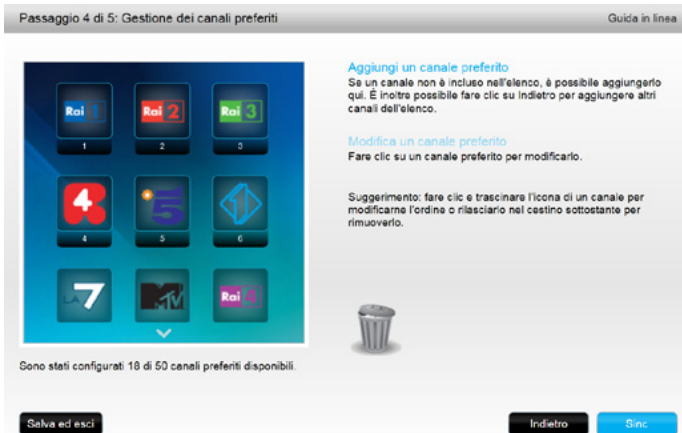 Passaggio 4 di 5: Gestione dei canali preferiti
Guida in linea
Rai 1
Rai 2
Rai 3
1
2
3
4
5
1
4
5
6
LA 7
MTV
Rai 4
Sono stati configurati 18 di 50 canali preferiti disponibili.
Aggiungi un canale preferito
Se un canale non è incluso nell'elenco, è possibile aggiungerlo
qui. È inoltre possibile fare clic su Indietro per aggiungere altri
canali dell'elenco.
Modifica un canale preferito
Fare clic su un canale preferito per modificarlo.
Suggerimento: fare clic e trascinare l'icona di un canale per
modificarne l'ordine o rilasciarlo nel cestino sottostante per
rimuoverlo.
Salva ed esci
Indietro
Sinc